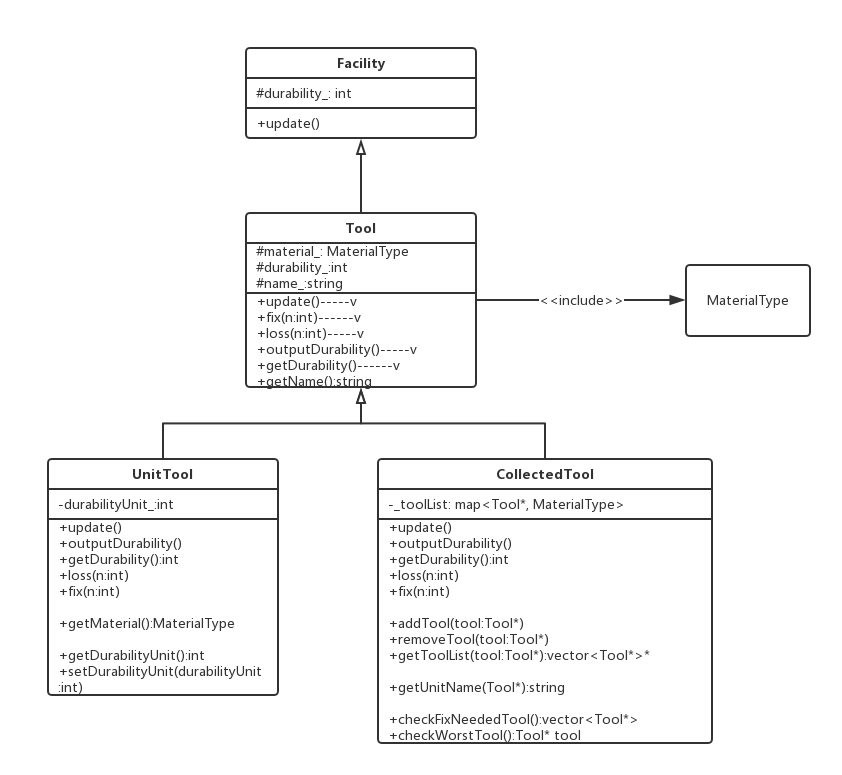 Facility
#durability_: int
+update()
Tool
#material_: MaterialType
#durability_:int
#name_:string
+update()-----v
+fix(n:int)------v
+loss(n:int)-----v
+outputDurability()-----v
+getDurability()------v
+getName():string
<<include>>
MaterialType
UnitTool
-durabilityUnit_:int
+update()
+outputDurability()
+getDurability():int
+loss(n:int)
+fix(n:int)
+getMaterial():MaterialType
+getDurabilityUnit():int
+setDurabilityUnit(durabilityUnit
:int)
CollectedTool
-_toolList: map<Tool*, MaterialType>
+update()
+outputDurability()
+getDurability():int
+loss(n:int)
+fix(n:int)
+addTool(tool:Tool*)
+removeTool(tool:Tool*)
+getToolList(tool:Tool*):vector<Tool*>*
+getUnitName(Tool*):string
+checkFixNeededTool():vector<Tool*>
+checkWorstTool():Tool* tool